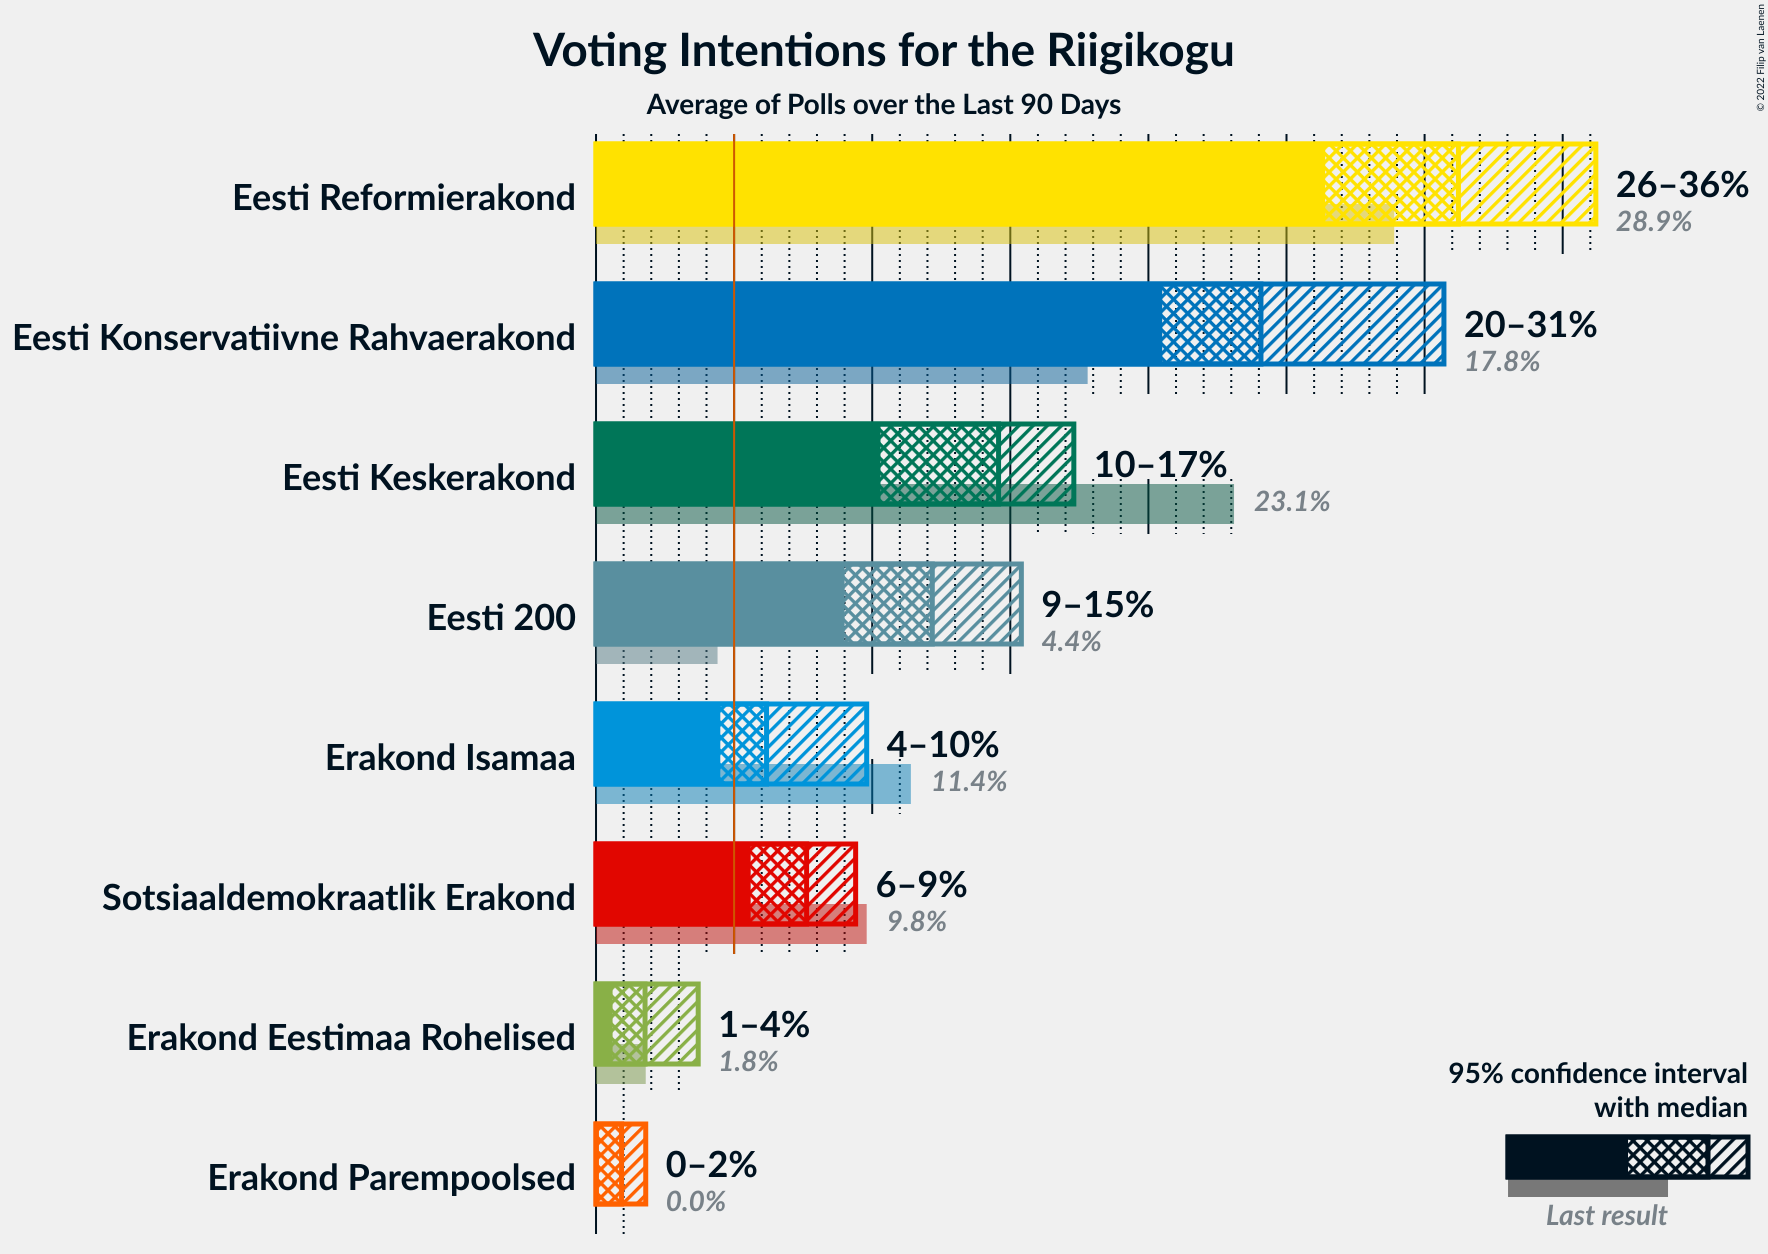 Voting Intentions for the Riigikogu
Average of Polls over the Last 90 Days
© 2022 Filip van Laenen
Eesti Reformierakond
26–36%
28.9%
Eesti Konservatiivne Rahvaerakond
20–31%
17.8%
Eesti Keskerakond
10–17%
23.1%
Eesti 200
9–15%
4.4%
Erakond Isamaa
4–10%
11.4%
Sotsiaaldemokraatlik Erakond
6–9%
9.8%
Erakond Eestimaa Rohelised
1–4%
1.8%
Erakond Parempoolsed
0–2%
0.0%
95% confidence interval
with median
Last result